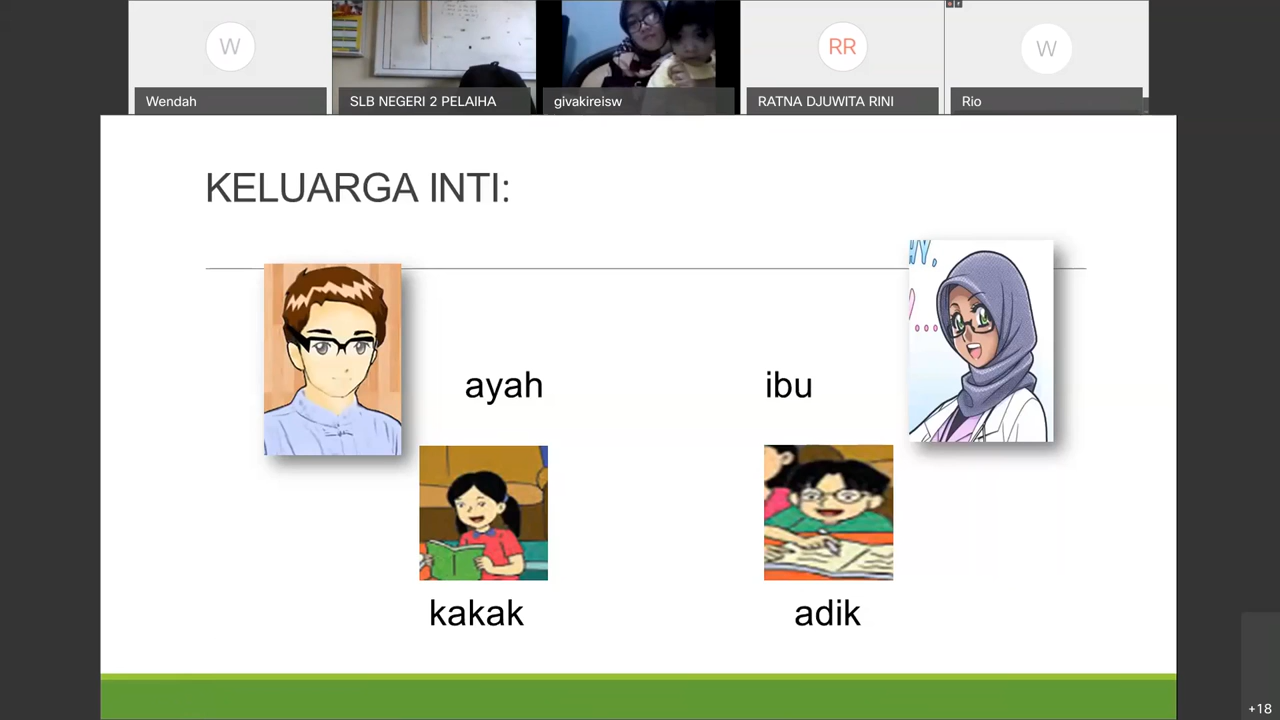 W
RR
W
Wendah
SLB NEGERI 2 PELAIHA
givakireisw
RATNA DJUWITA RINI
Rio
KELUARGA INTI:
ayah
ibu
kakak
adik
+18